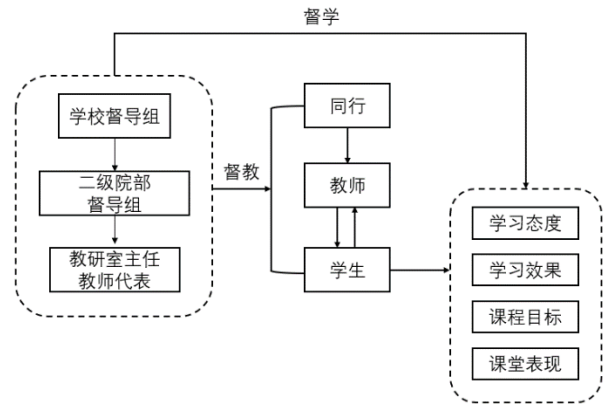 督学
学校督导组
二级院部
督导组
教研室主任
教师代表
督教
同行
教师
学生
学习态度
学习效果
课程目标
课堂表现